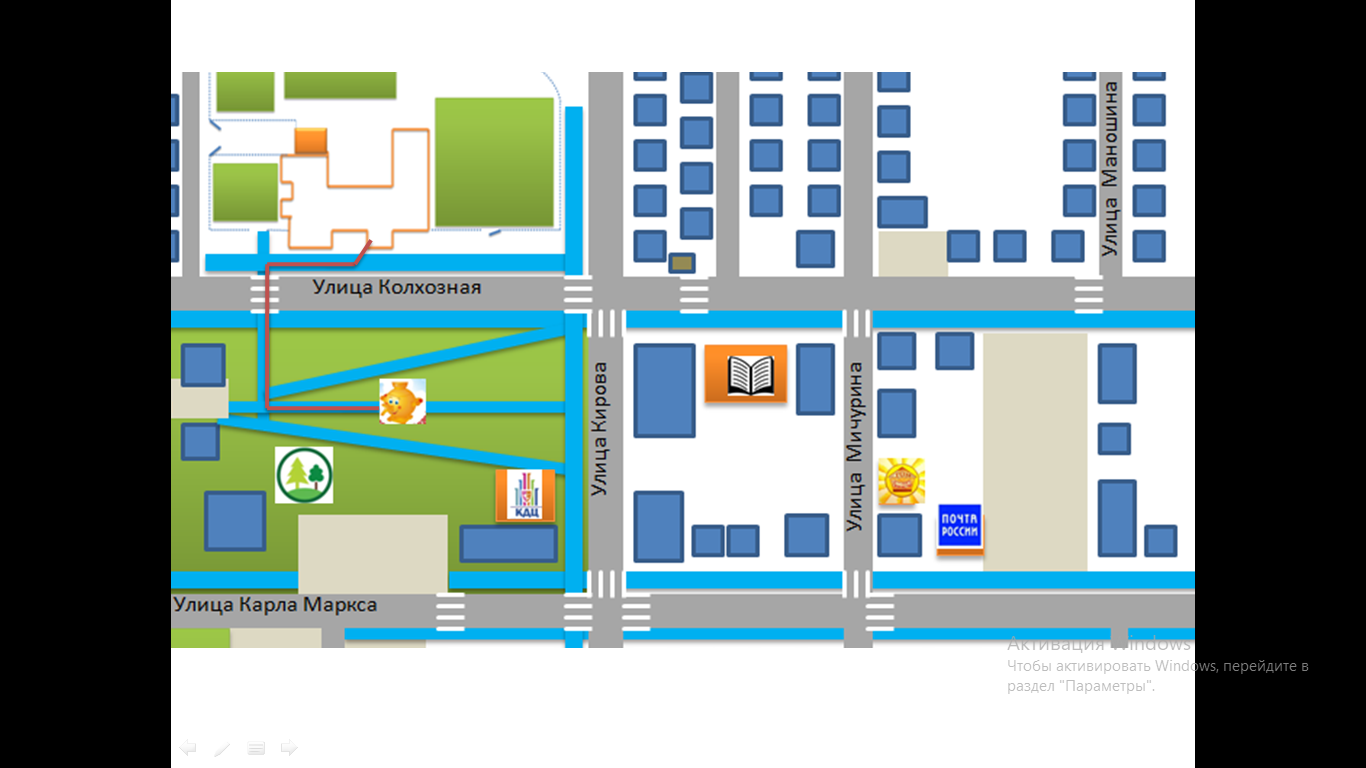 Улица Маношина
Улица Колхозная
Улица Кирова
Улица Мичурина
КДЦ
ПОЧТА
РОССИИ
Улица Карла Маркса
Активация Windows
Чтобы активировать Windows, перейдите в
раздел "Параметры".